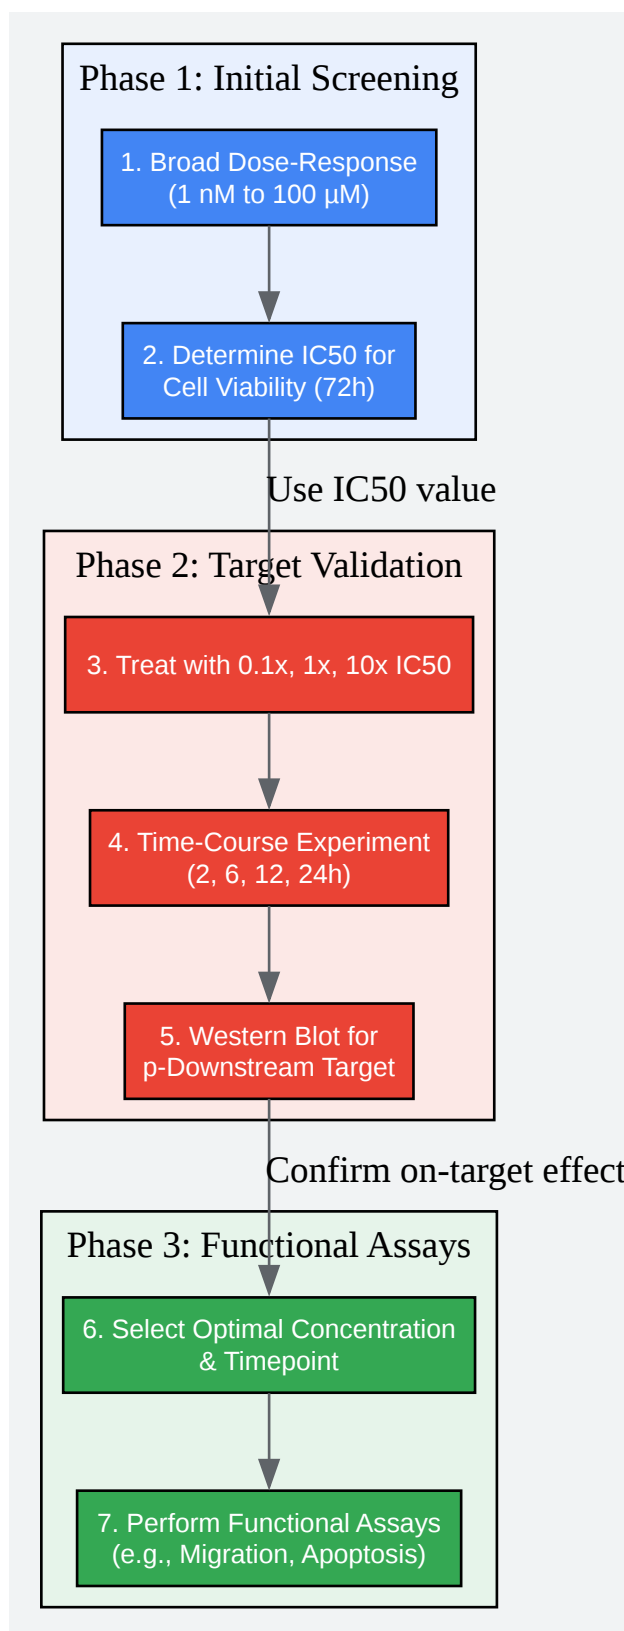 Phase 1: Initial Screening
1. Broad Dose-Response
(1 nM to 100 µM)
2. Determine IC50 for
Cell Viability (72h)
Use IC50 value
Phase 2: Target Validation
3. Treat with 0.1x, 1x, 10x IC50
4. Time-Course Experiment
(2, 6, 12, 24h)
5. Western Blot for
p-Downstream Target
Confirm on-target effect
Phase 3: Functional Assays
6. Select Optimal Concentration
& Timepoint
7. Perform Functional Assays
(e.g., Migration, Apoptosis)